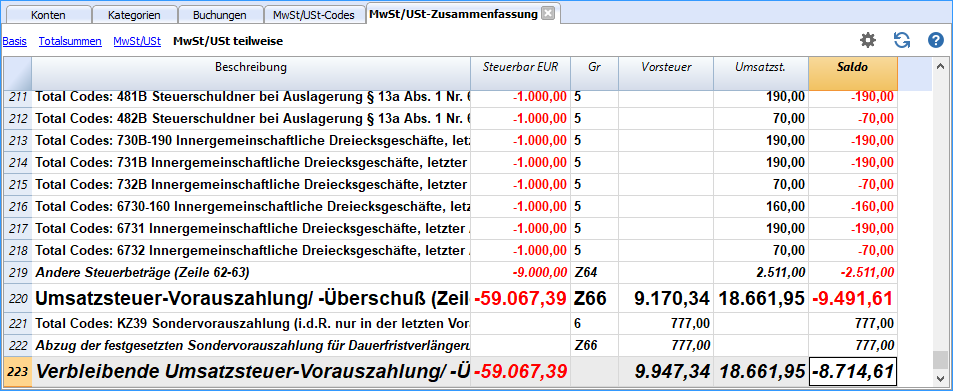 Konten Kategorien Buchungen MwSt/USt-Codes MwSt/USt-Zusammenfassung
Basis Totalsummen MwSt/USt MwSt/USt teilweise
Beschreibung Steuerbar EUR Gr Vorsteuer Umsatzst. Saldo
211 Total Codes: 481B Steuerschuldner bei Auslagerung § 13a Abs. 1 Nr. -1.000,00 5 190,00 -190,00
212 Total Codes: 482B Steuerschuldner bei Auslagerung § 13a Abs. 1 Nr. -1.000,00 5 70,00 -70,00
213 Total Codes: 730B-190 Innergemeinschaftliche Dreiecksgeschäfte, letzter -1.000,00 5 190,00 -190,00
214 Total Codes: 731B Innergemeinschaftliche Dreiecksgeschäfte, letzter -1.000,00 5 190,00 -190,00
215 Total Codes: 732B Innergemeinschaftliche Dreiecksgeschäfte, letzter -1.000,00 5 70,00 -70,00
216 Total Codes: 6730-160 Innergemeinschaftliche Dreiecksgeschäfte, letzter -1.000,00 5 160,00 -160,00
217 Total Codes: 6731 Innergemeinschaftliche Dreiecksgeschäfte, letzter -1.000,00 5 190,00 -190,00
218 Total Codes: 6732 Innergemeinschaftliche Dreiecksgeschäfte, letzter -1.000,00 5 70,00 -70,00
219 Andere Steuerbeträge (Zeile 62-63) -9.000,00 Z64 2.511,00 -2.511,00
220 Umsatzsteuer-Vorauszahlung/ -Überschuß (Zeil -59.067,39 Z66 9.170,34 18.661,95 -9.491,61
221 Total Codes: KZ39 Sondervorauszahlung (i.d.R. nur in der letzten Vor 6 777,00 777,00
222 Abzug der festgesetzten Sondervorauszahlung für Dauerfristverlängeru Z66 777,00 777,00
223 Verbleibende Umsatzsteuer-Vorauszahlung/ -Ü -59.067,39 9.947,34 18.661,95 -8.714,61